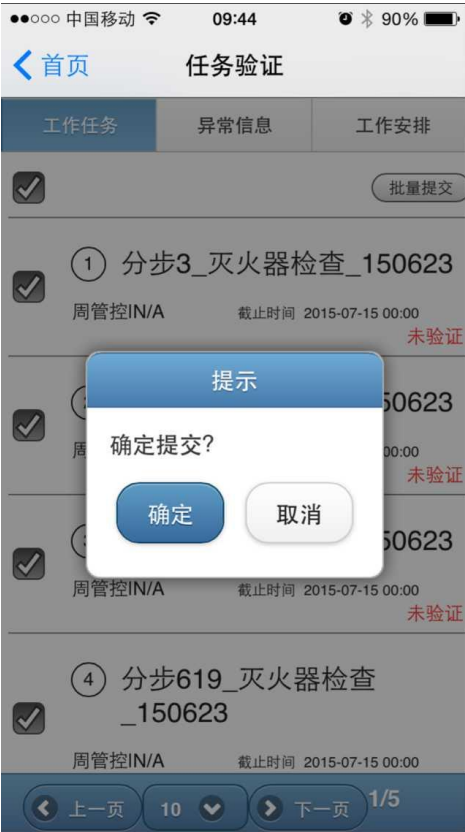 中国移动 09:44 90%
首页 任务验证
工作任务 异常信息 工作安排
批量提交
1 分步3_灭火器检查_150623
周管控IN/A 截止时间 2015-07-15 00:00
未验证
提示
50623
确定提交?
周 00:00
未验证
确定 取消
50623
周管控IN/A 截止时间 2015-07-15 00:00
未验证
4 分步619_灭火器检查
_150623
周管控IN/A 截止时间 2015-07-15 00:00
上一页 10 下一页 1/5